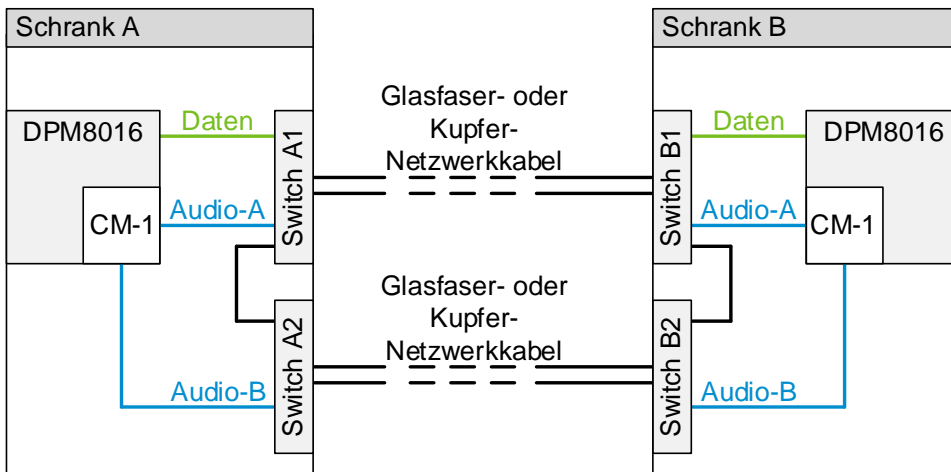 Schrank A
Schrank B
DPM8016
Daten
Switch A1
Glasfaser- oder
Kupfer-
Netzwerkkabel
Switch B1
Daten
DPM8016
CM-1
Audio-A
Audio-A
CM-1
Switch A2
Glasfaser- oder
Kupfer-
Netzwerkkabel
Switch B2
Audio-B
Audio-B